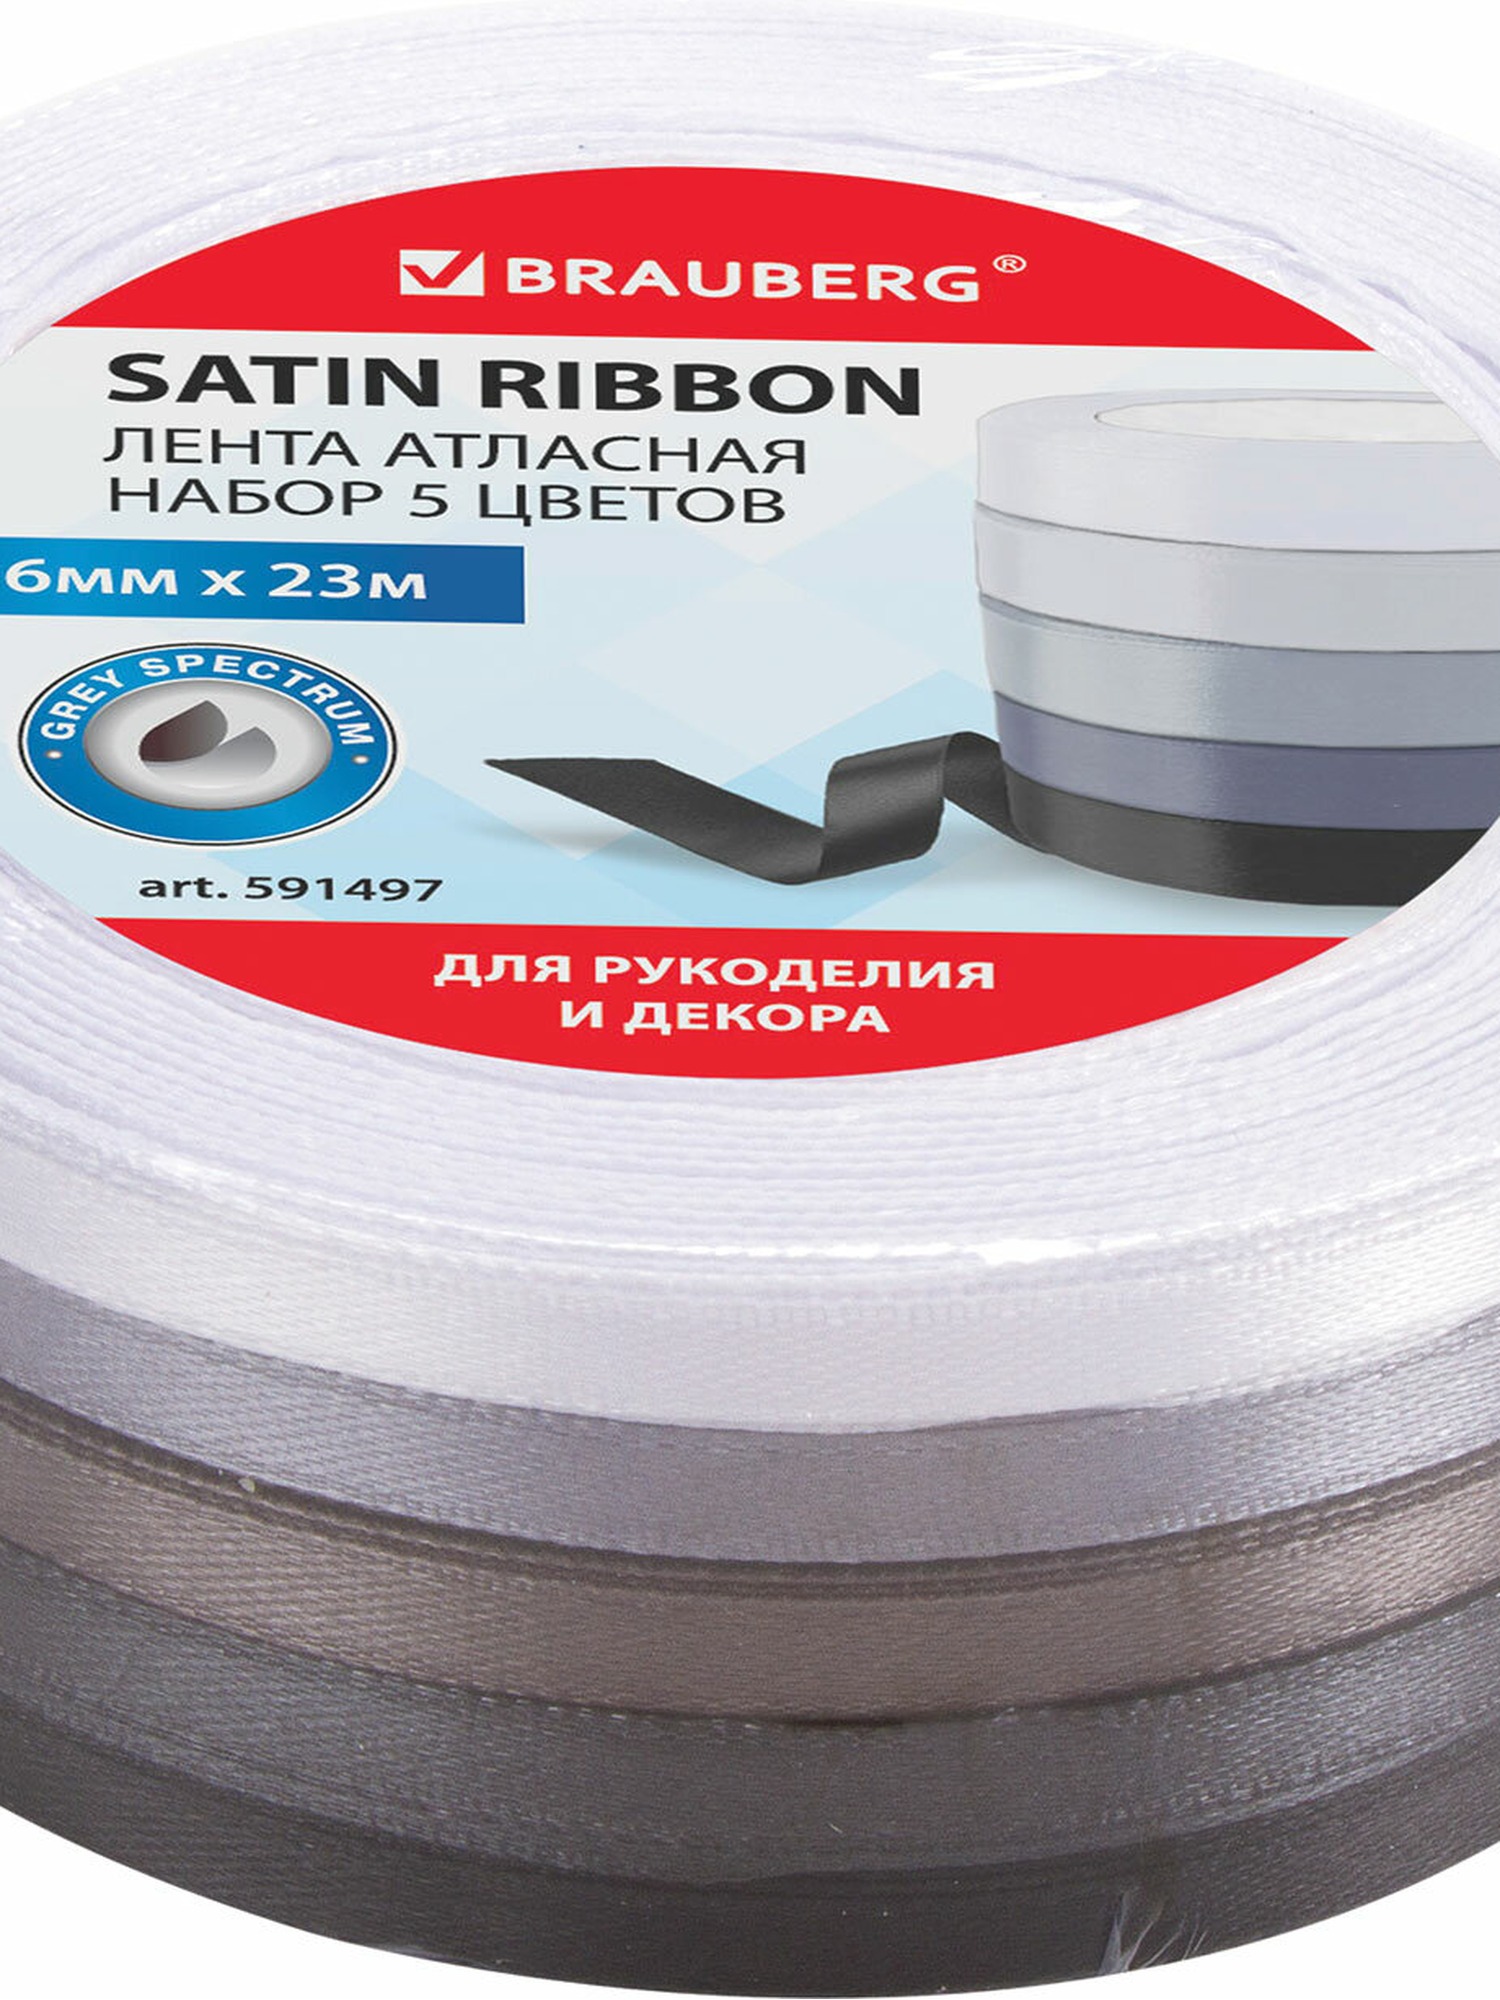 BRAUBERG®
SATIN RIBBON
ЛЕНТА АТЛАСНАЯ
НАБОР 5 ЦВЕТОВ
6мм x 23м
GREY SPECTRUM
art. 591497
ДЛЯ РУКОДЕЛИЯ
И ДЕКОРА